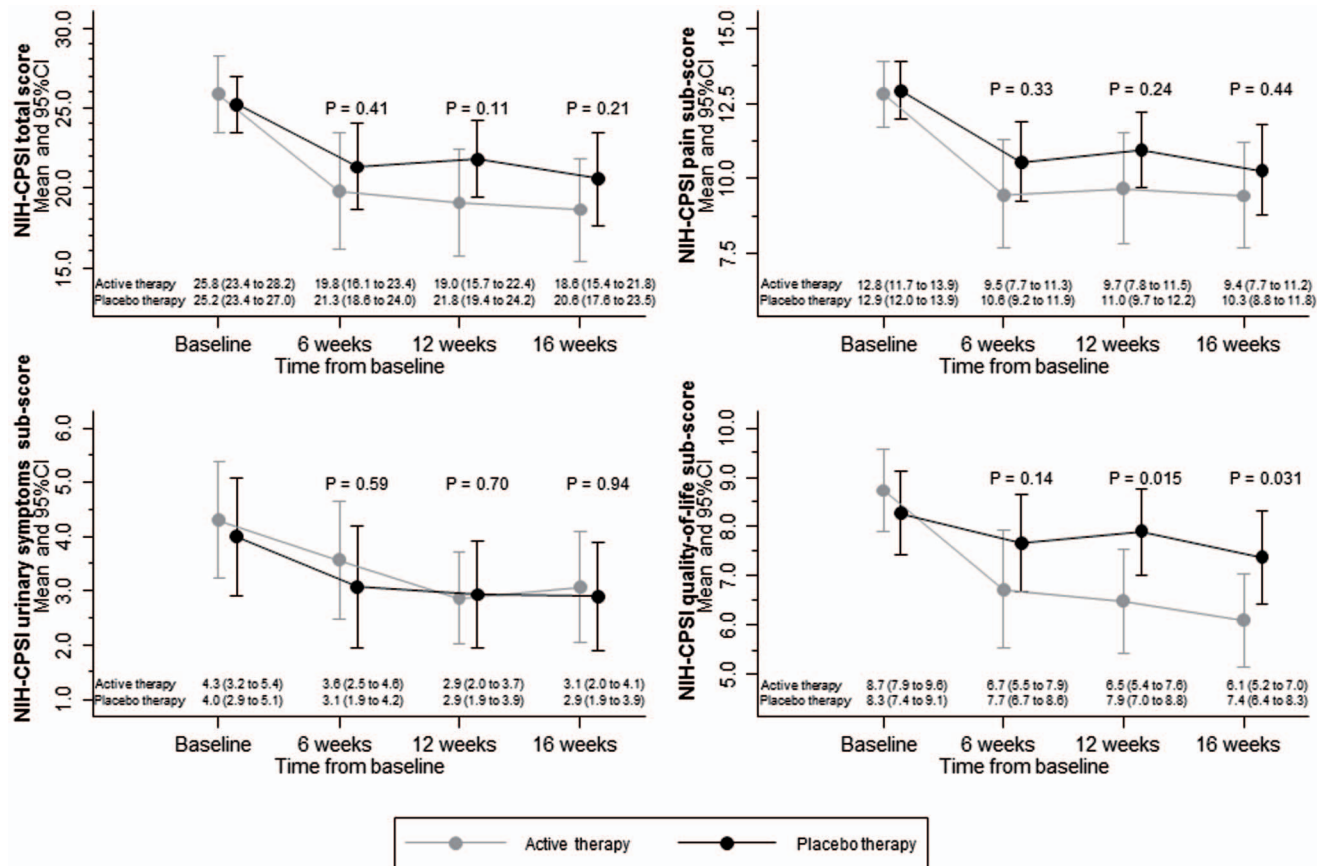 NIH-CPSI total score
Mean and 95%CI
30.0
25.0
20.0
15.0
P = 0.41
P = 0.11
P = 0.21
Active therapy 25.8 (23.4 to 28.2) 19.8 (16.1 to 23.4) 19.0 (15.7 to 22.4) 18.6 (15.4 to 21.8)
Placebo therapy 25.2 (23.4 to 27.0) 21.3 (18.6 to 24.0) 21.8 (19.4 to 24.2) 20.6 (17.6 to 23.5)
Baseline 6 weeks 12 weeks 16 weeks
Time from baseline
NIH-CPSI pain sub-score
Mean and 95%CI
15.0
12.5
10.0
7.5
P = 0.33
P = 0.24
P = 0.44
Active therapy 12.8 (11.7 to 13.9) 9.5 (7.7 to 11.3) 9.7 (7.8 to 11.5) 9.4 (7.7 to 11.2)
Placebo therapy 12.9 (12.0 to 13.9) 10.6 (9.2 to 11.9) 11.0 (9.7 to 12.2) 10.3 (8.8 to 11.8)
Baseline 6 weeks 12 weeks 16 weeks
Time from baseline
NIH-CPSI urinary symptoms sub-score
Mean and 95%CI
6.0
5.0
4.0
3.0
2.0
1.0
P = 0.59
P = 0.70
P = 0.94
Active therapy 4.3 (3.2 to 5.4) 3.6 (2.5 to 4.6) 2.9 (2.0 to 3.7) 3.1 (2.0 to 4.1)
Placebo therapy 4.0 (2.9 to 5.1) 3.1 (1.9 to 4.2) 2.9 (1.9 to 3.9) 2.9 (1.9 to 3.9)
Baseline 6 weeks 12 weeks 16 weeks
Time from baseline
NIH-CPSI quality-of-life sub-score
Mean and 95%CI
10.0
9.0
8.0
7.0
6.0
5.0
P = 0.14
P = 0.015
P = 0.031
Active therapy 8.7 (7.9 to 9.6) 6.7 (5.5 to 7.9) 6.5 (5.4 to 7.6) 6.1 (5.2 to 7.0)
Placebo therapy 8.3 (7.4 to 9.1) 7.7 (6.7 to 8.6) 7.9 (7.0 to 8.8) 7.4 (6.4 to 8.3)
Baseline 6 weeks 12 weeks 16 weeks
Time from baseline
Active therapy Placebo therapy